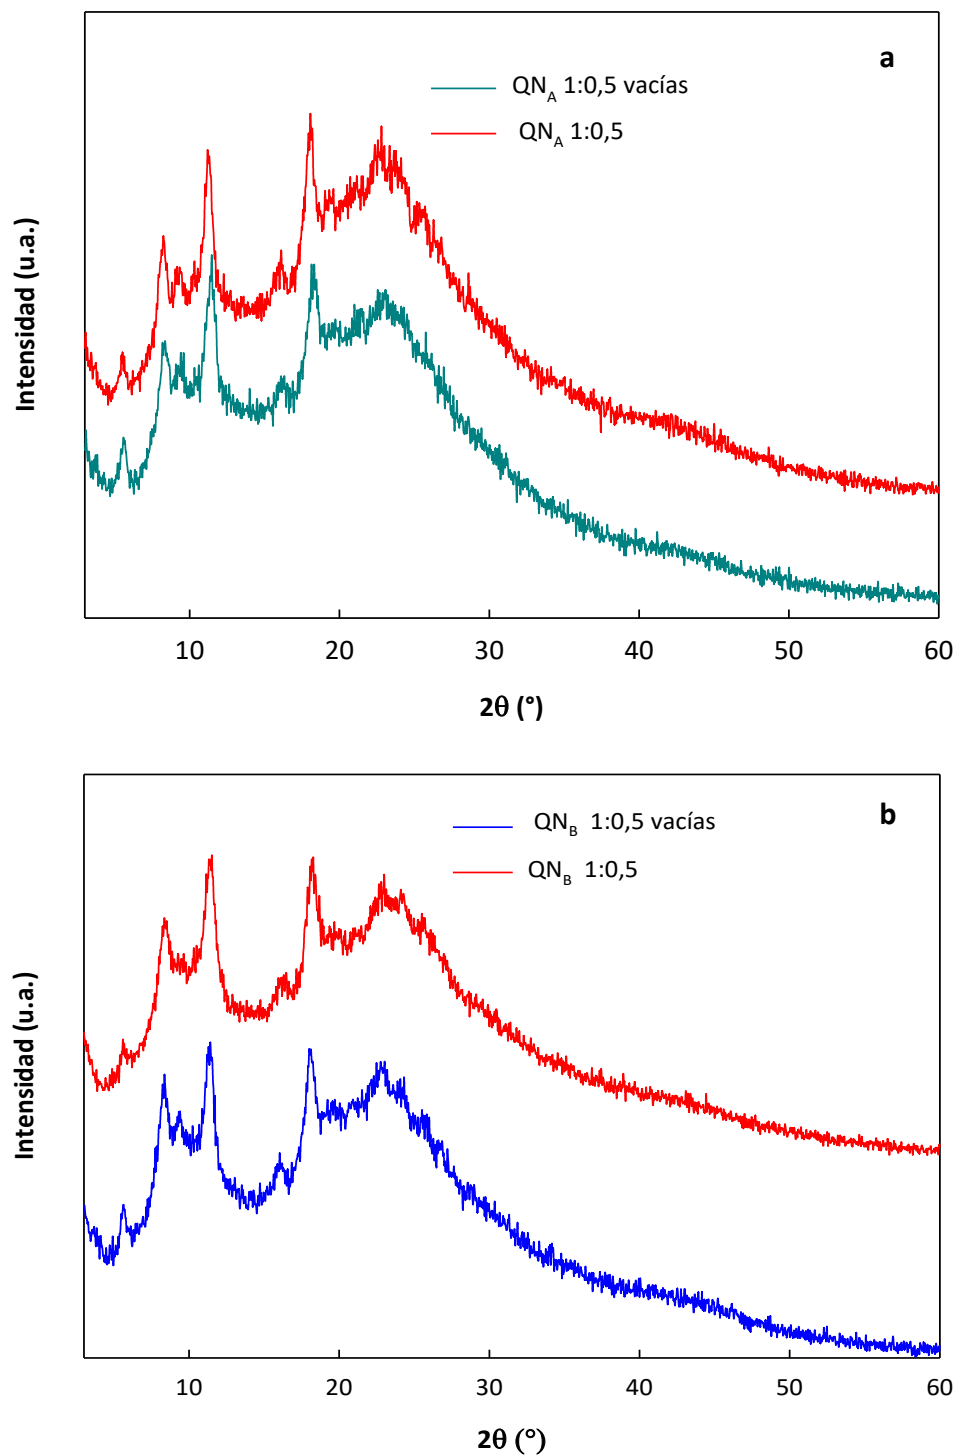 a
QNA 1:0,5 vacías
QNA 1:0,5
Intensidad (u.a.)
10 20 30 40 50 60
2θ (°)
b
QNB 1:0,5 vacías
QNB 1:0,5
Intensidad (u.a.)
10 20 30 40 50 60
2θ (°)